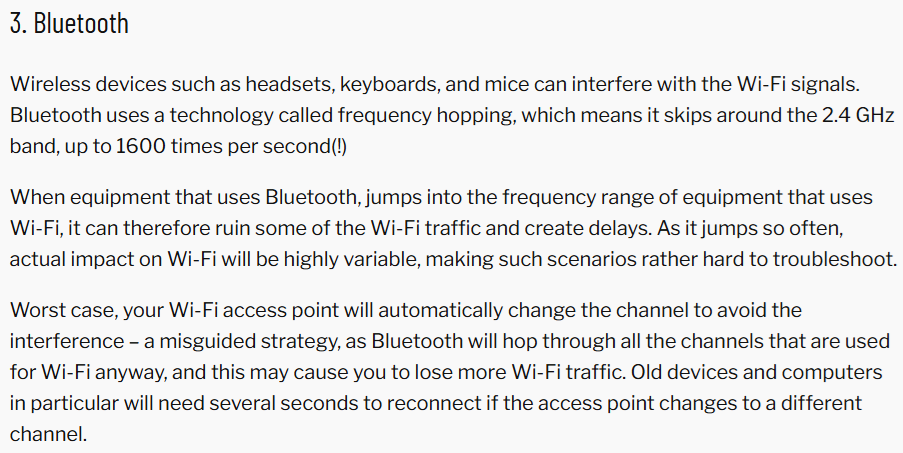 3. Bluetooth
Wireless devices such as headsets, keyboards, and mice can interfere with the Wi-Fi signals.
Bluetooth uses a technology called frequency hopping, which means it skips around the 2.4 GHz
band, up to 1600 times per second(!)
When equipment that uses Bluetooth, jumps into the frequency range of equipment that uses
Wi-Fi, it can therefore ruin some of the Wi-Fi traffic and create delays. As it jumps so often,
actual impact on Wi-Fi will be highly variable, making such scenarios rather hard to troubleshoot.
Worst case, your Wi-Fi access point will automatically change the channel to avoid the
interference – a misguided strategy, as Bluetooth will hop through all the channels that are used
for Wi-Fi anyway, and this may cause you to lose more Wi-Fi traffic. Old devices and computers
in particular will need several seconds to reconnect if the access point changes to a different
channel.